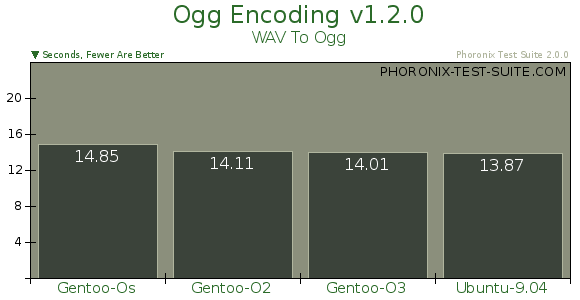 Ogg Encoding v1.2.0
WAV To Ogg
▼ Seconds, Fewer Are Better
Phoronix Test Suite 2.0.0
PHORONIX-TEST-SUITE.COM
20
16
12
8
4
14.85
14.11
14.01
13.87
Gentoo-Os
Gentoo-O2
Gentoo-O3
Ubuntu-9.04